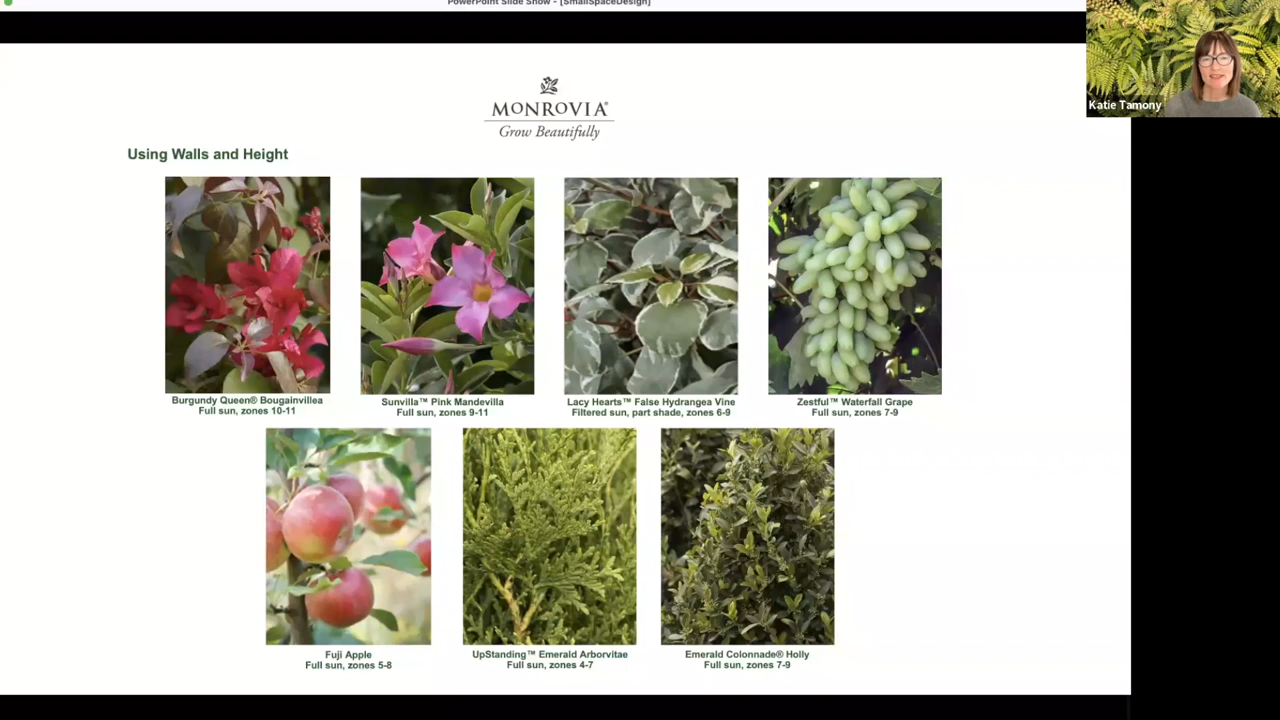 PowerPoint Slide Show - [SmallSpaceDesign]
Katie Tamony
MONROVIA®
Grow Beautifully
Using Walls and Height
Burgundy Queen® Bougainvillea
Full sun, zones 10-11
Sunvilla™ Pink Mandevilla
Full sun, zones 9-11
Lacy Hearts™ False Hydrangea Vine
Filtered sun, part shade, zones 6-9
Zestful™ Waterfall Grape
Full sun, zones 7-9
Fuji Apple
Full sun, zones 5-8
UpStanding™ Emerald Arborvitae
Full sun, zones 4-7
Emerald Colonnade® Holly
Full sun, zones 7-9